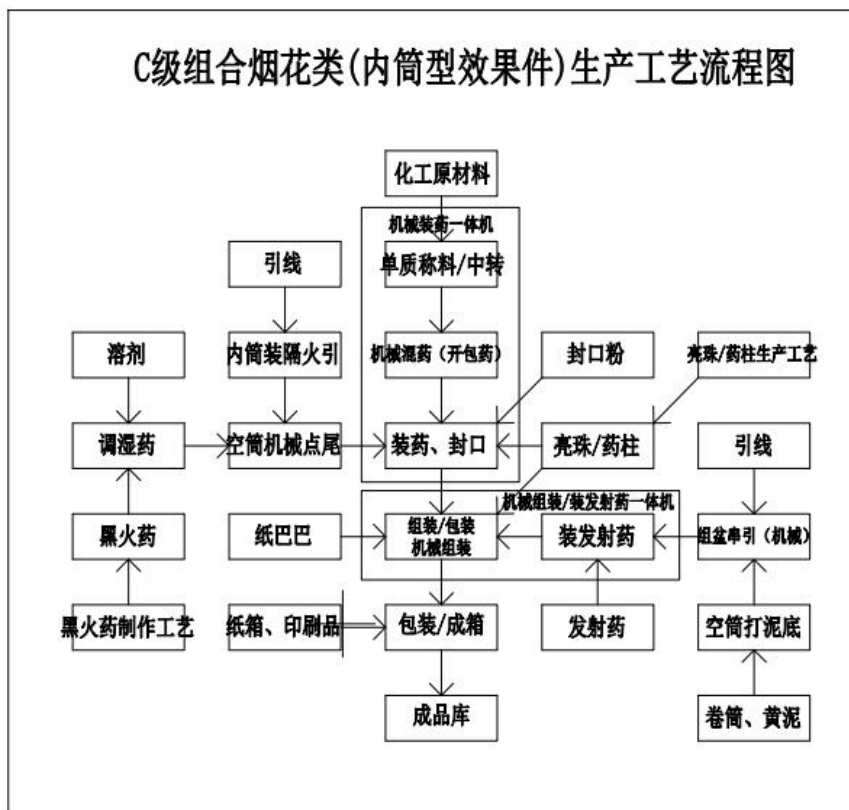 C级组合烟花类(内筒型效果件)生产工艺流程图
化工原材料
机械装药一体机
引线
单质称料/中转
溶剂
内筒装隔火引
机械混药（开包药）
封口粉
亮珠/药柱生产工艺
调湿药
空筒机械点尾
装药、封口
亮珠/药柱
引线
机械组装/装发射药一体机
黑火药
纸巴巴
组装/包装
机械组装
装发射药
组盆串引（机械）
黑火药制作工艺
纸箱、印刷品
包装/成箱
发射药
空筒打泥底
成品库
卷筒、黄泥